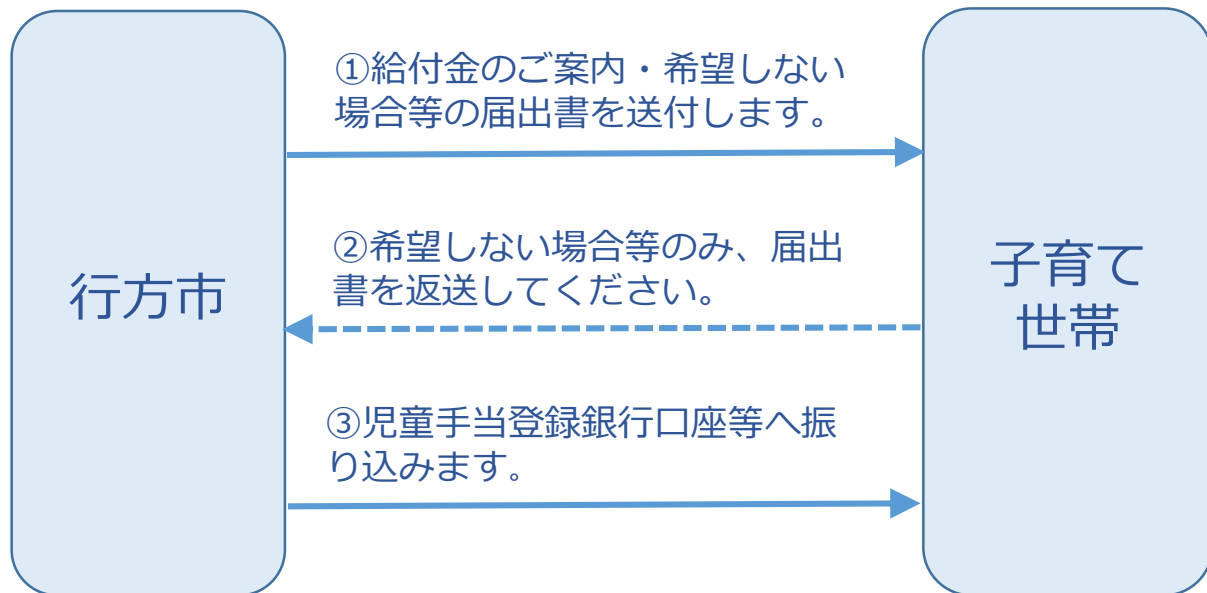 ①給付金のご案内・希望しない
場合等の届出書を送付します。
②希望しない場合等のみ、届出
書を返送してください。
行方市
子育て
世帯
③児童手当登録銀行口座等へ振
り込みます。